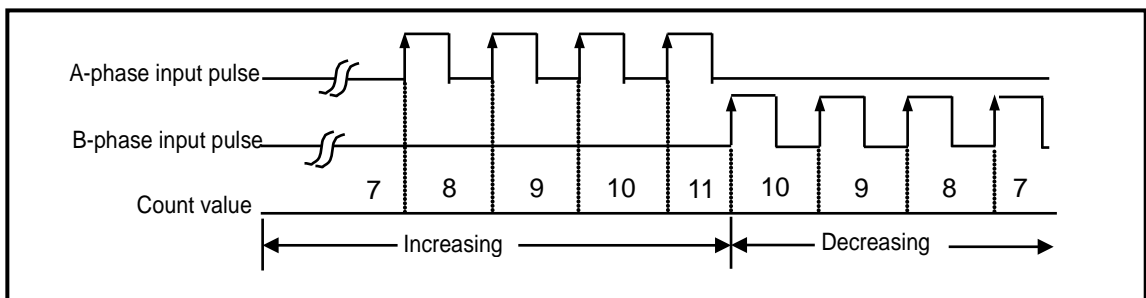 A-phase input pulse
B-phase input pulse
7 8 9 10 11 10 9 8 7
Count value
Increasing Decreasing